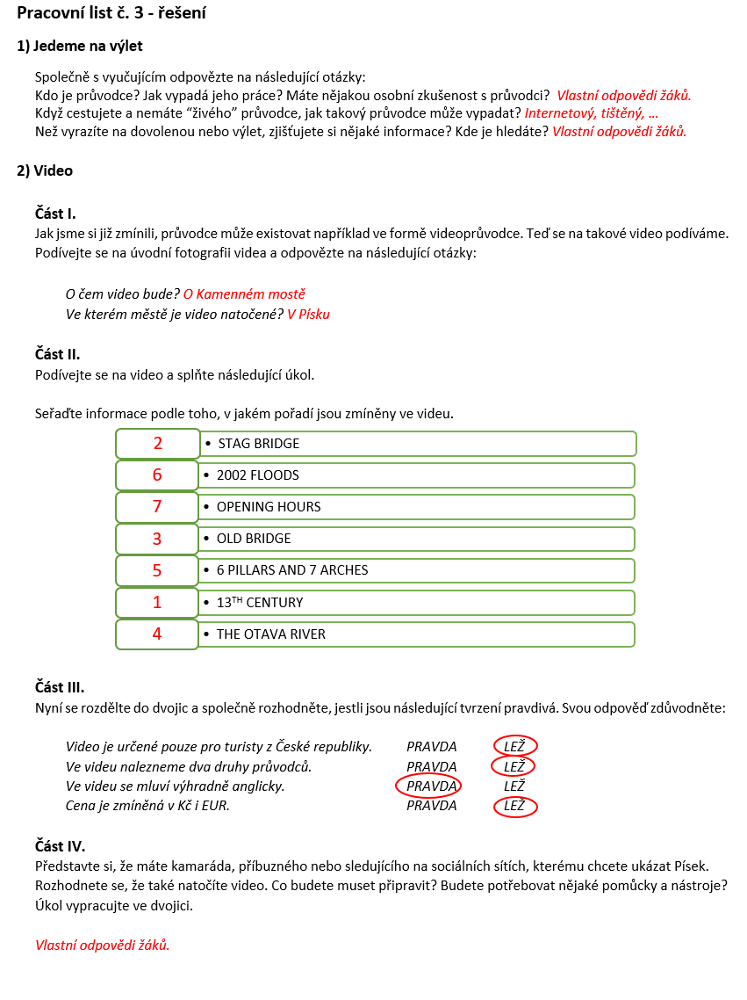 Pracovní list č. 3 - řešení
1) Jedeme na výlet
Společně s vyučujícím odpovězte na následující otázky:
Kdo je průvodce? Jak vypadá jeho práce? Máte nějakou osobní zkušenost s průvodci? Vlastní odpovědi žáků.
Když cestujete a nemáte “živého” průvodce, jak takový průvodce může vypadat? Internetový, tištěný, …
Než vyrazíte na dovolenou nebo výlet, zjišťujete si nějaké informace? Kde je hledáte? Vlastní odpovědi žáků.
2) Video
Část I.
Jak jsme si již zmínili, průvodce může existovat například ve formě videoprůvodce. Teď se na takové video podíváme.
Podívejte se na úvodní fotografii videa a odpovězte na následující otázky:
O čem video bude? O Kamenném mostě
Ve kterém městě je video natočené? V Písku
Část II.
Podívejte se na video a splňte následující úkol.
Seřaďte informace podle toho, v jakém pořadí jsou zmíněny ve videu.
2 • STAG BRIDGE
6 • 2002 FLOODS
7 • OPENING HOURS
3 • OLD BRIDGE
5 • 6 PILLARS AND 7 ARCHES
1 • 13TH CENTURY
4 • THE OTAVA RIVER
Část III.
Nyní se rozdělte do dvojic a společně rozhodněte, jestli jsou následující tvrzení pravdivá. Svou odpověď zdůvodněte:
Video je určené pouze pro turisty z České republiky. PRAVDA LEŽ
Ve videu nalezneme dva druhy průvodců. PRAVDA LEŽ
Ve videu se mluví výhradně anglicky. PRAVDA LEŽ
Cena je zmíněná v Kč i EUR. PRAVDA LEŽ
Část IV.
Představte si, že máte kamaráda, příbuzného nebo sledujícího na sociálních sítích, kterému chcete ukázat Písek.
Rozhodnete se, že také natočíte video. Co budete muset připravit? Budete potřebovat nějaké pomůcky a nástroje?
Úkol vypracujte ve dvojici.
Vlastní odpovědi žáků.